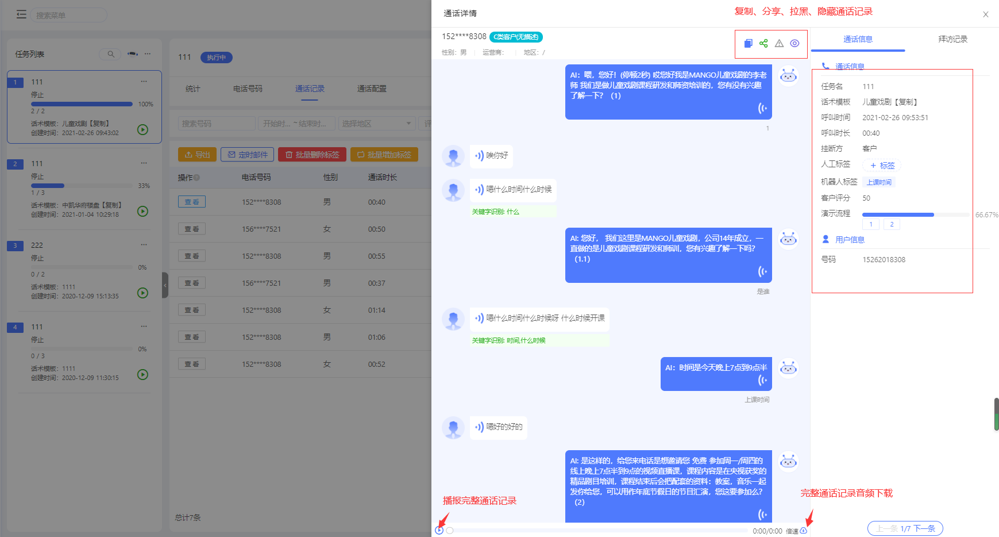 搜索菜单
任务列表
1
111
停止
100%
2 / 2
话术模板：儿童戏剧【复制】
创建时间：2021-02-26 09:43:02
2
111
停止
33%
1 / 3
话术模板：中凯华府楼盘【复制】
创建时间：2021-01-04 10:29:18
3
222
停止
0%
0 / 2
话术模板：1111
创建时间：2020-12-09 15:13:35
4
111
停止
0%
0 / 3
话术模板：1111
创建时间：2020-12-09 11:30:15
111 执行中
统计 电话号码 通话记录 通话配置
搜索号码 开始时... ~ 结束时... 选择地区 评
导出 定时邮件 批量删除标签 批量增加标签
操作 电话号码 性别 通话时长
查看 152****8308 男 00:40
查看 156****7521 女 00:50
查看 152****8308 男 00:55
查看 156****7521 男 00:37
查看 152****8308 女 01:14
查看 152****8308 男 01:06
查看 152****8308 女 00:52
总计7条
通话详情
复制、分享、拉黑、隐藏通话记录
152****8308 C类客户(无描述)
性别：男 运营商： 地区：/
AI：喂，您好！(停顿2秒) 哎您好我是MANGO儿童戏剧的李老
师 我们是做儿童戏剧课程研发和师资培训的，您有没有兴趣
了解一下？（1）
1
唉你好
嗯什么时间什么时候
关键字识别: 什么
AI: 您好， 我们这里是MANGO儿童戏剧，公司14年成立，一
直做的是儿童戏剧课程研发和师训，您有兴趣了解一下吗？
（1.1）
是谁
嗯什么时间什么时候呀 什么时候开课
关键字识别: 时间,什么时候
AI：时间是今天晚上7点到9点半
上课时间
嗯好的好的
AI: 是这样的，给您来电话是想邀请您 免费 参加周一/周四的
线上晚上7点半到9点的视频直播课，课程内容是在央视获奖的
精品剧目培训，课程结束后会把配套的资料：教案，音乐一起
发你给您，可以用作年底节假日的节目汇演，您这要参加么？
（2）
播报完整通话记录
0:00/0:00 倍速
完整通话记录音频下载
通话信息 拜访记录
通话信息
任务名 111
话术模板 儿童戏剧【复制】
呼叫时间 2021-02-26 09:53:51
呼叫时长 00:40
挂断方 客户
人工标签 + 标签
机器人标签 上课时间
客户评分 50
演示流程 66.67%
1 2
用户信息
号码 15262018308
上一条 1/7 下一条